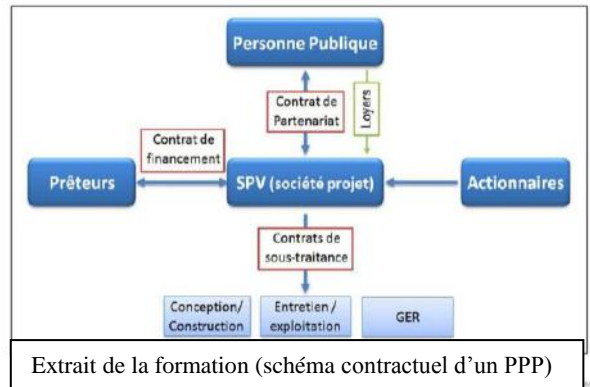 Personne Publique
Contrat de
Partenariat
Loyers
Contrat de
financement
Prêteurs
SPV (société projet)
Actionnaires
Contrats de
sous-traitance
Conception/
Construction
Entretien /
exploitation
GER
Extrait de la formation (schéma contractuel d'un PPP)